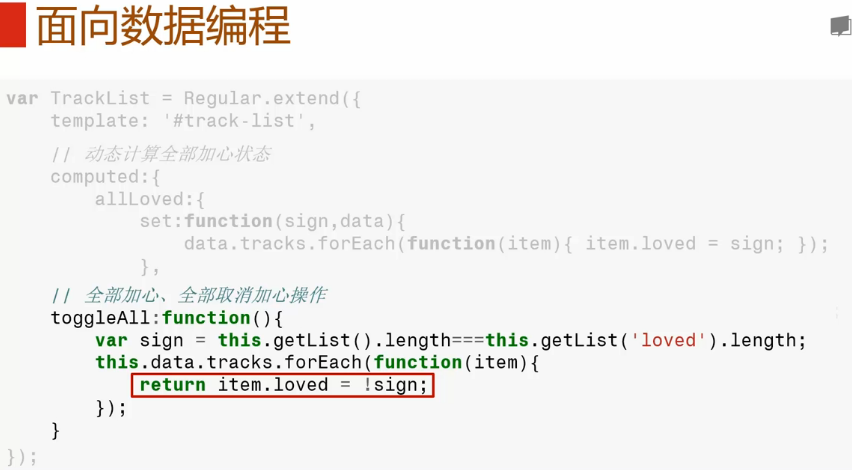 面向数据编程
var TrackList = Regular.extend({
template: '#track-list',
// 动态计算全部加心状态
computed:{
allLoved:{
set:function(sign,data){
data.tracks.forEach(function(item){ item.loved = sign; });
},
// 全部加心、全部取消加心操作
toggleAll:function(){
var sign = this.getList().length===this.getList('loved').length;
this.data.tracks.forEach(function(item){
return item.loved = !sign;
});
}
});